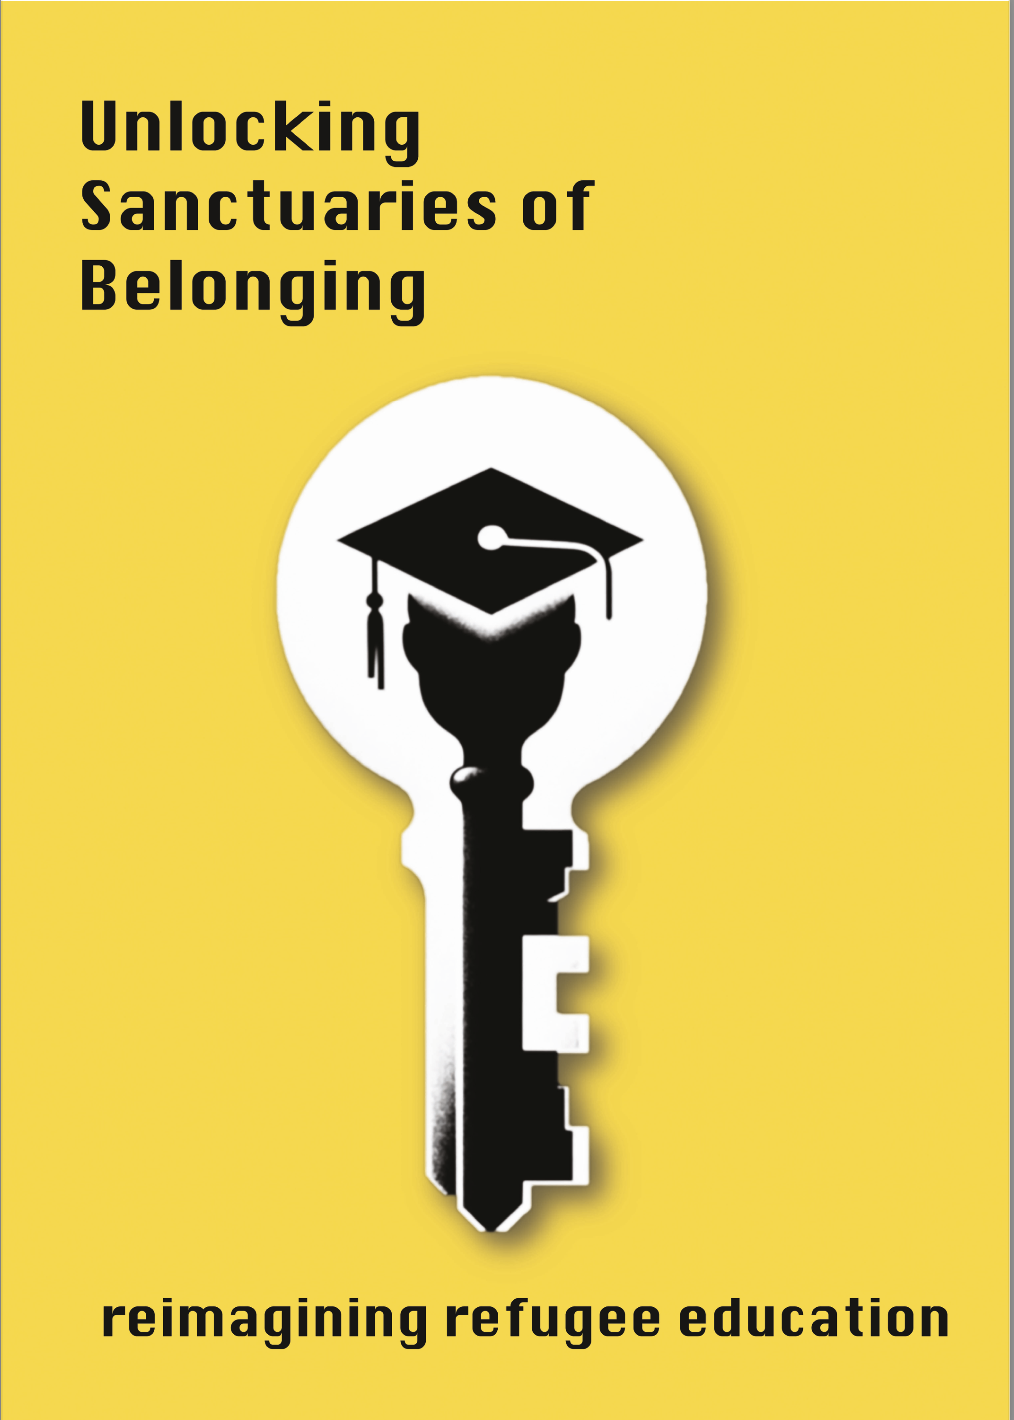 Unlocking
Sanctuaries of
Belonging
reimagining refugee education